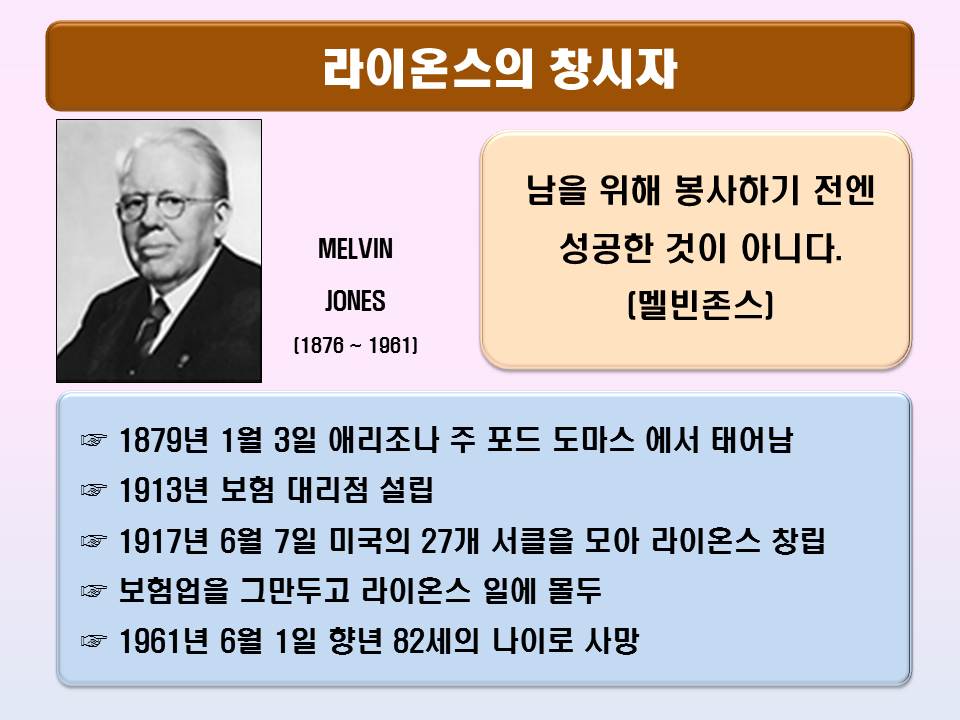 라이온스의 창시자
MELVIN
JONES
(1876 ~ 1961)
남을 위해 봉사하기 전엔
성공한 것이 아니다.
(멜빈존스)
☞ 1879년 1월 3일 애리조나 주 포드 도마스 에서 태어남
☞ 1913년 보험 대리점 설립
☞ 1917년 6월 7일 미국의 27개 서클을 모아 라이온스 창립
☞ 보험업을 그만두고 라이온스 일에 몰두
☞ 1961년 6월 1일 향년 82세의 나이로 사망